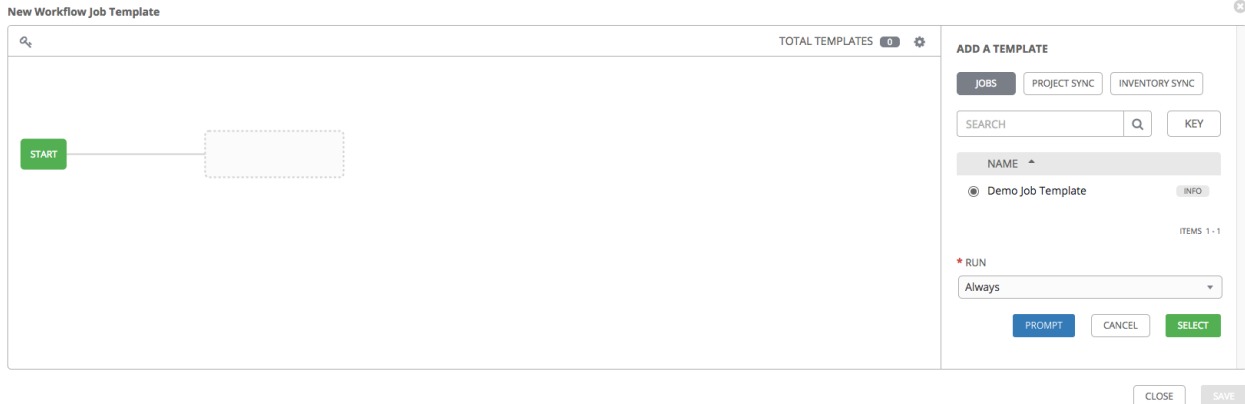 New Workflow Job Template
TOTAL TEMPLATES 0
START
ADD A TEMPLATE
JOBS PROJECT SYNC INVENTORY SYNC
SEARCH KEY
NAME
Demo Job Template INFO
ITEMS 1 - 1
* RUN
Always
PROMPT CANCEL SELECT
CLOSE SAVE